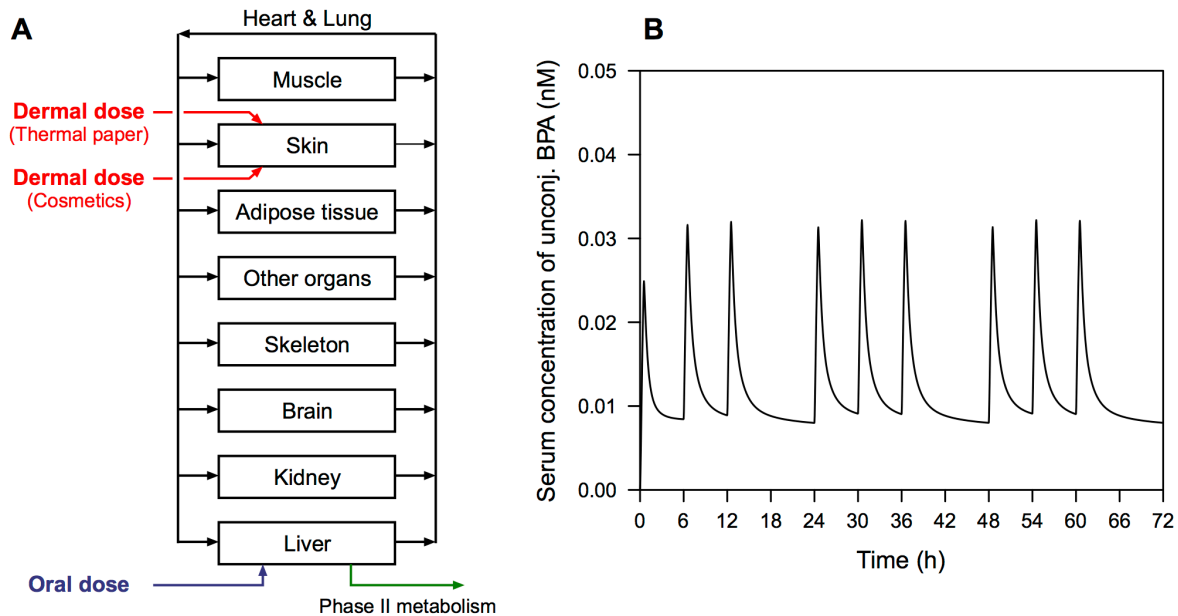 A
Heart & Lung
Muscle
Dermal dose
(Thermal paper)
Skin
Dermal dose
(Cosmetics)
Adipose tissue
Other organs
Skeleton
Brain
Kidney
Liver
Oral dose
Phase II metabolism
B
Serum concentration of unconj. BPA (nM)
0.05
0.04
0.03
0.02
0.01
0.00
0 6 12 18 24 30 36 42 48 54 60 66 72
Time (h)